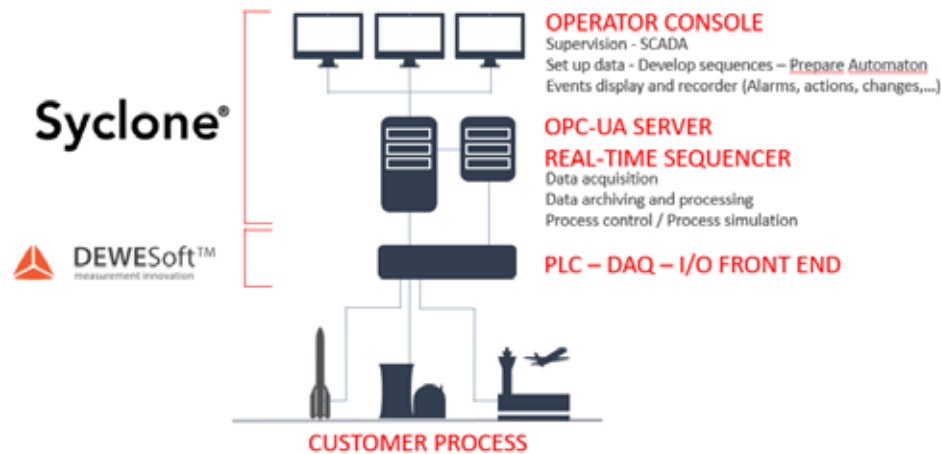 OPERATOR CONSOLE
Supervision - SCADA
Set up data - Develop sequences – Prepare Automaton
Events display and recorder (Alarms, actions, changes,...)
Syclone®
OPC-UA SERVER
REAL-TIME SEQUENCER
Data acquisition
Data archiving and processing
Process control / Process simulation
DEWESoft™
measurement innovation
PLC – DAQ – I/O FRONT END
CUSTOMER PROCESS